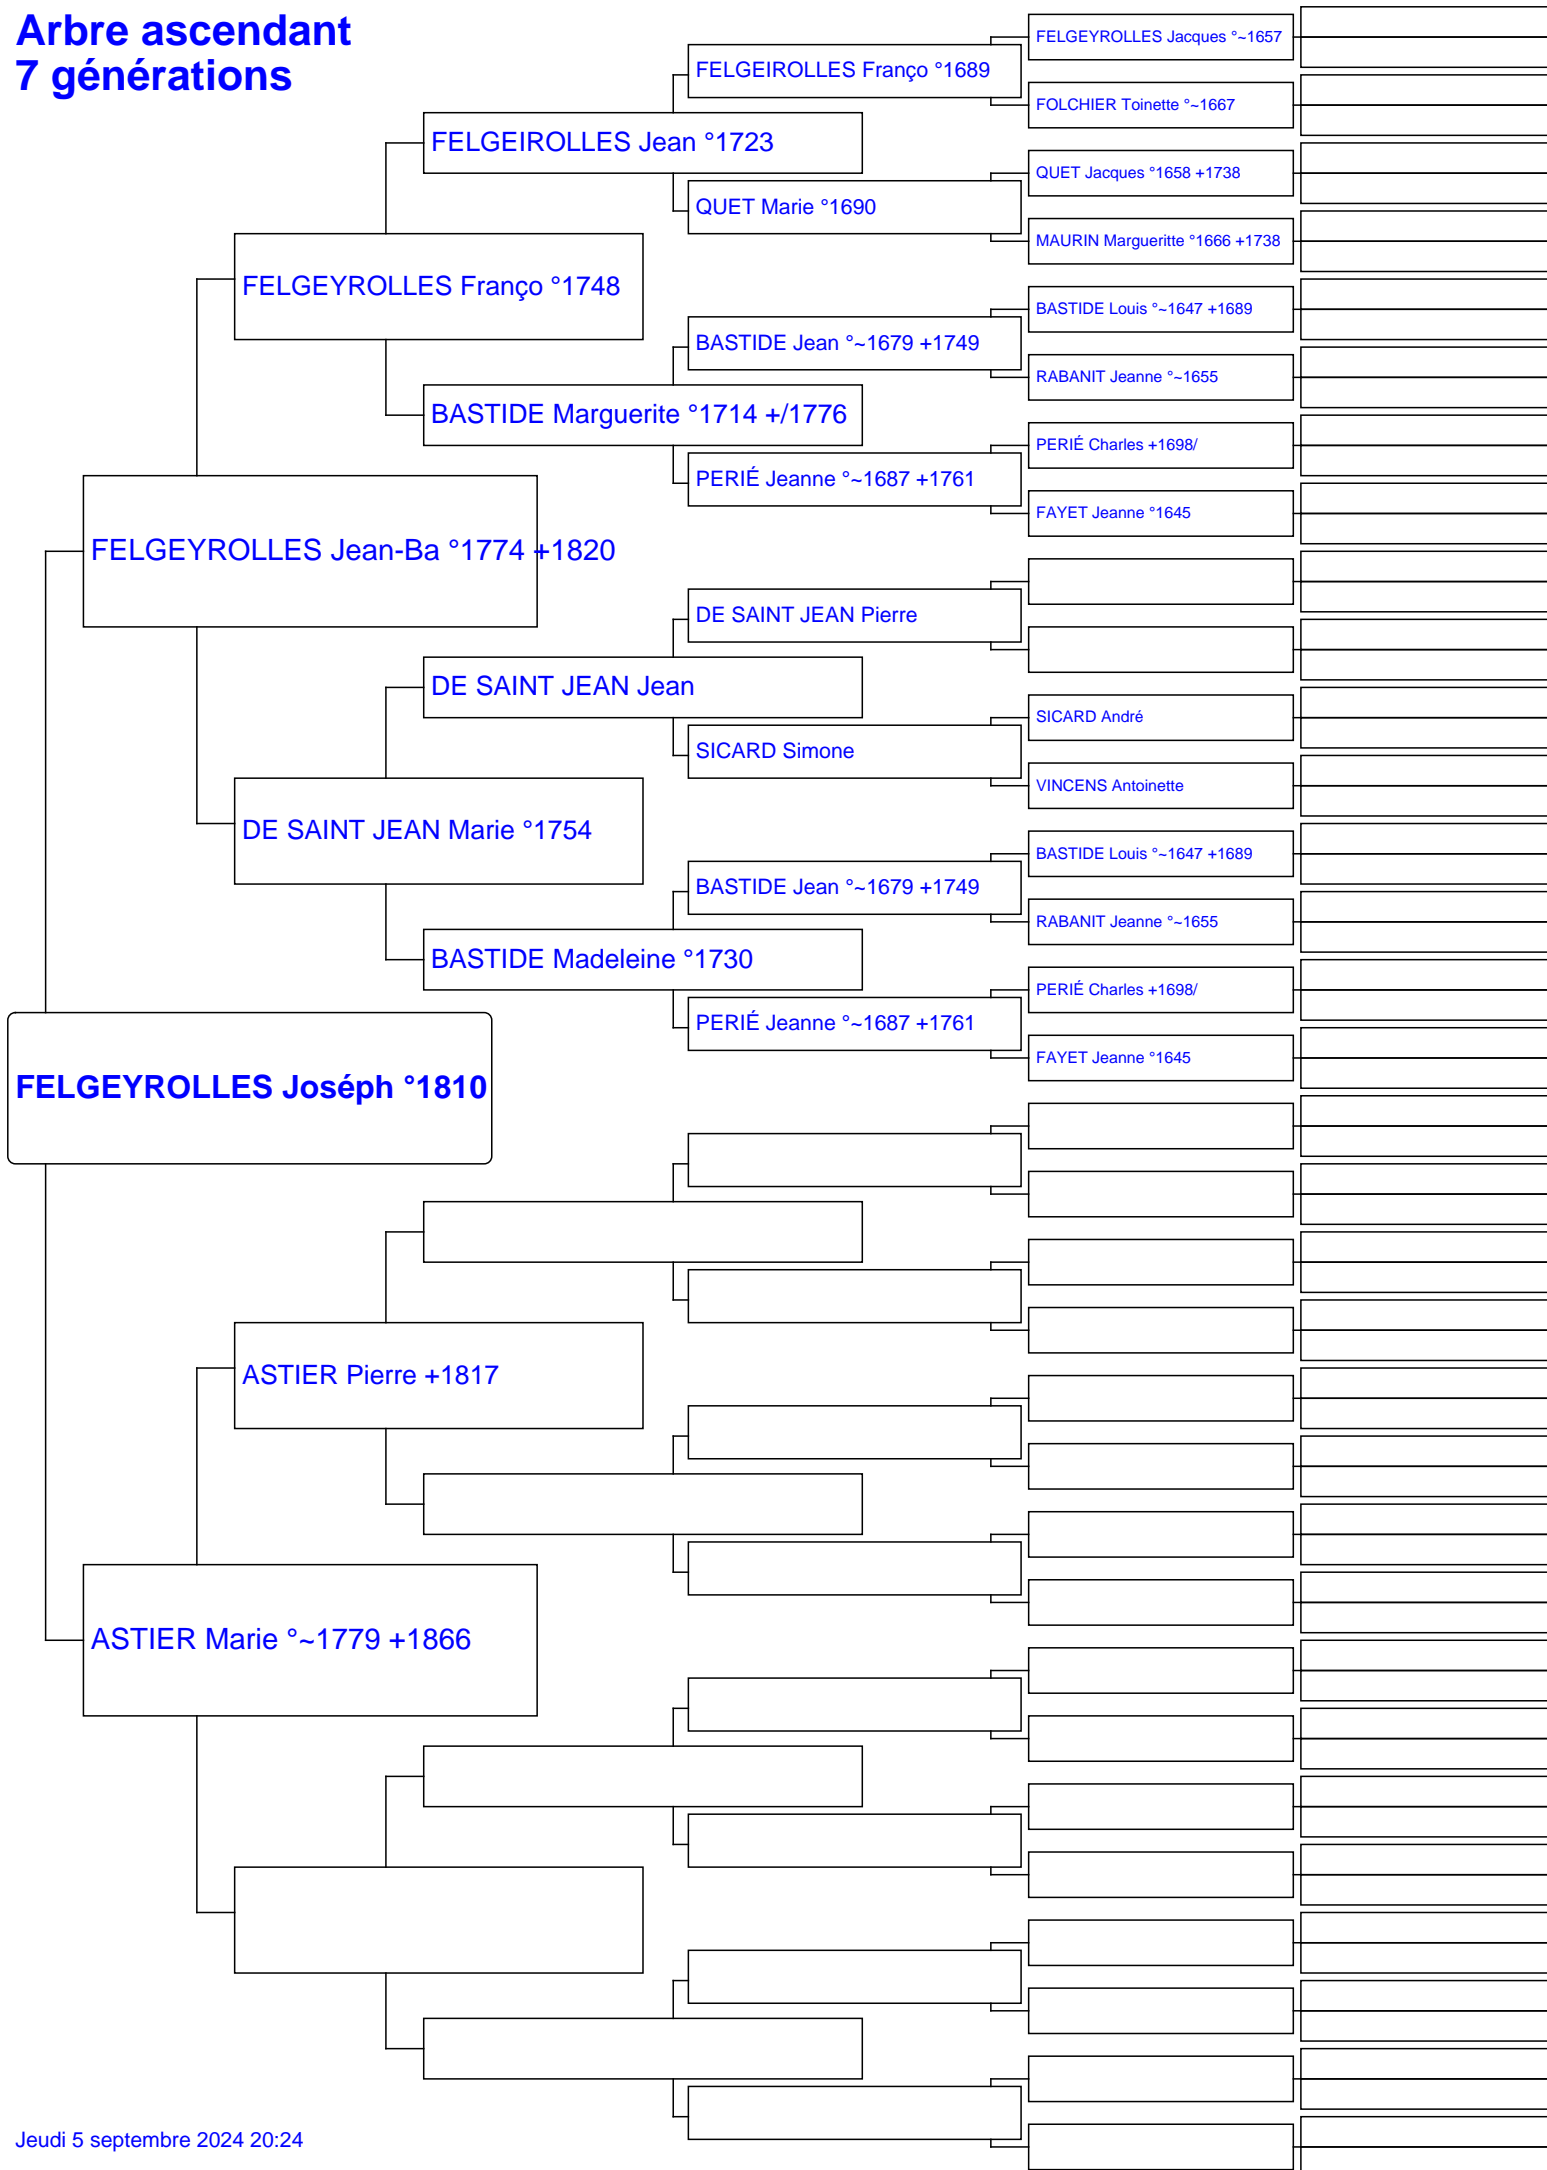 Arbre ascendant
7 générations
FELGEYROLLES Joséph °1810
FELGEYROLLES Jean-Ba °1774 +1820
ASTIER Marie °~1779 +1866
FELGEYROLLES Franço °1748
DE SAINT JEAN Marie °1754
ASTIER Pierre +1817
FELGEIROLLES Jean °1723
BASTIDE Marguerite °1714 +/1776
DE SAINT JEAN Jean
BASTIDE Madeleine °1730
FELGEIROLLES Franço °1689
QUET Marie °1690
BASTIDE Jean °~1679 +1749
PERIÉ Jeanne °~1687 +1761
DE SAINT JEAN Pierre
SICARD Simone
BASTIDE Jean °~1679 +1749
PERIÉ Jeanne °~1687 +1761
FELGEYROLLES Jacques °~1657
FOLCHIER Toinette °~1667
QUET Jacques °1658 +1738
MAURIN Margueritte °1666 +1738
BASTIDE Louis °~1647 +1689
RABANIT Jeanne °~1655
PERIÉ Charles +1698/
FAYET Jeanne °1645
SICARD André
VINCENS Antoinette
BASTIDE Louis °~1647 +1689
RABANIT Jeanne °~1655
PERIÉ Charles +1698/
FAYET Jeanne °1645
Jeudi 5 septembre 2024 20:24